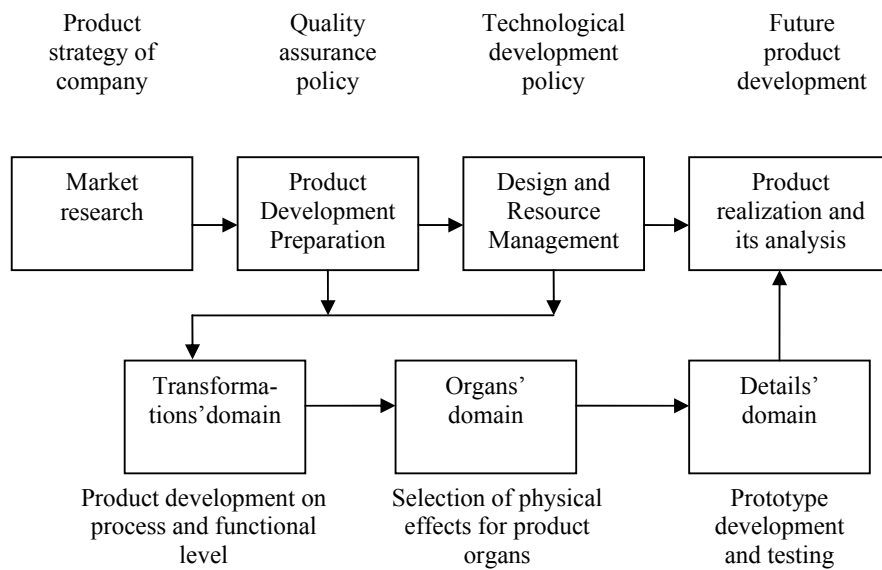 Product
strategy of
company
Quality
assurance
policy
Technological
development
policy
Future
product
development
Market
research
Product
Development
Preparation
Design and
Resource
Management
Product
realization and
its analysis
Transforma-
tions’domain
Organs’
domain
Details’
domain
Product development on
process and functional
level
Selection of physical
effects for product
organs
Prototype
development
and testing